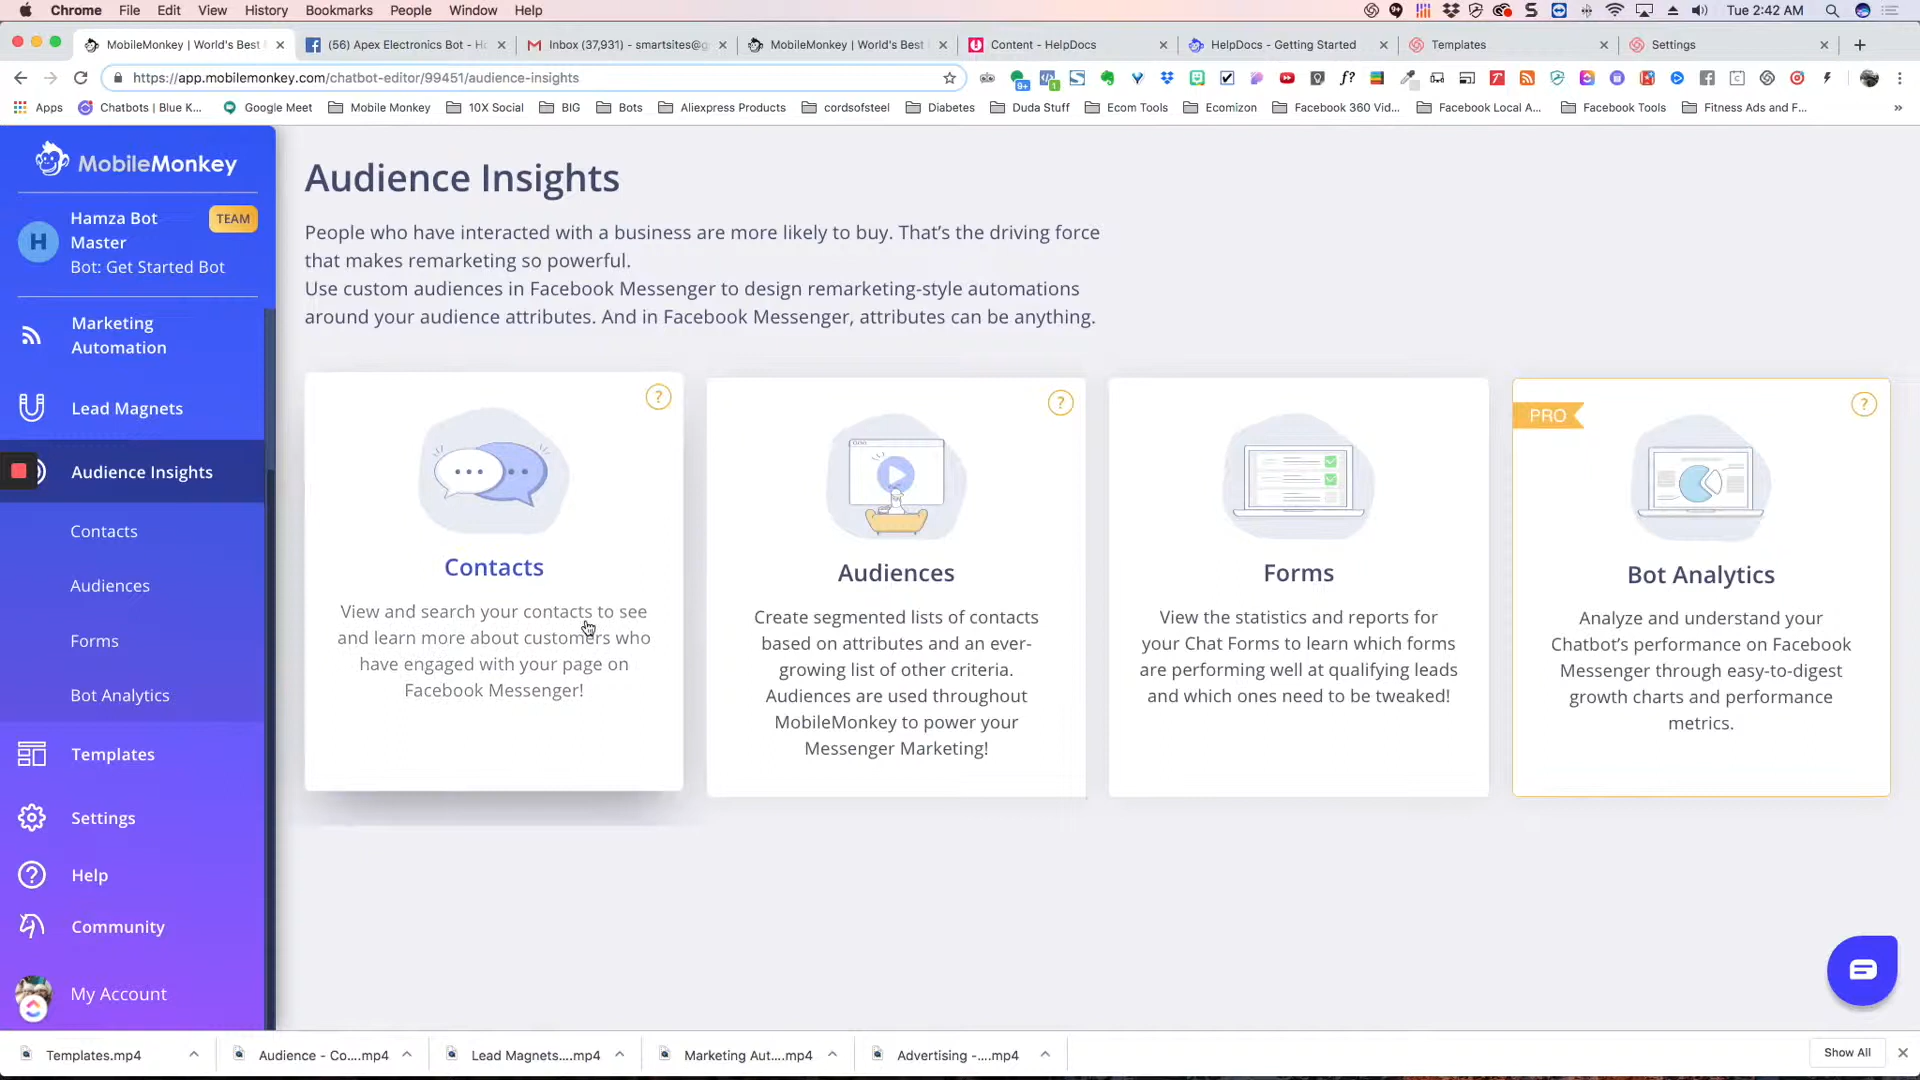 Chrome File Edit View History Bookmarks People Window Help
Tue 2:42 AM
MobileMonkey | World's Best
(56) Apex Electronics Bot - Ho
Inbox (37,931) - smartsites@g
MobileMonkey | World's Best
Content - HelpDocs
HelpDocs - Getting Started
Templates
Settings
https://app.mobilemonkey.com/chatbot-editor/99451/audience-insights
Apps
Chatbots | Blue K...
Google Meet
Mobile Monkey
10X Social
BIG
Bots
Aliexpress Products
cordsofsteel
Diabetes
Duda Stuff
Ecom Tools
Ecomizon
Facebook 360 Vid...
Facebook Local A...
Facebook Tools
Fitness Ads and F...
MobileMonkey
H
Hamza Bot
Master
TEAM
Bot: Get Started Bot
Marketing
Automation
Lead Magnets
Audience Insights
Contacts
Audiences
Forms
Bot Analytics
Templates
Settings
Help
Community
My Account
Audience Insights
People who have interacted with a business are more likely to buy. That's the driving force
that makes remarketing so powerful.
Use custom audiences in Facebook Messenger to design remarketing-style automations
around your audience attributes. And in Facebook Messenger, attributes can be anything.
?
Contacts
View and search your contacts to see
and learn more about customers who
have engaged with your page on
Facebook Messenger!
?
Audiences
Create segmented lists of contacts
based on attributes and an ever-
growing list of other criteria.
Audiences are used throughout
MobileMonkey to power your
Messenger Marketing!
Forms
View the statistics and reports for
your Chat Forms to learn which forms
are performing well at qualifying leads
and which ones need to be tweaked!
PRO
?
Bot Analytics
Analyze and understand your
Chatbot's performance on Facebook
Messenger through easy-to-digest
growth charts and performance
metrics.
Templates.mp4
Audience - Co....mp4
Lead Magnets....mp4
Marketing Aut....mp4
Advertising -....mp4
Show All